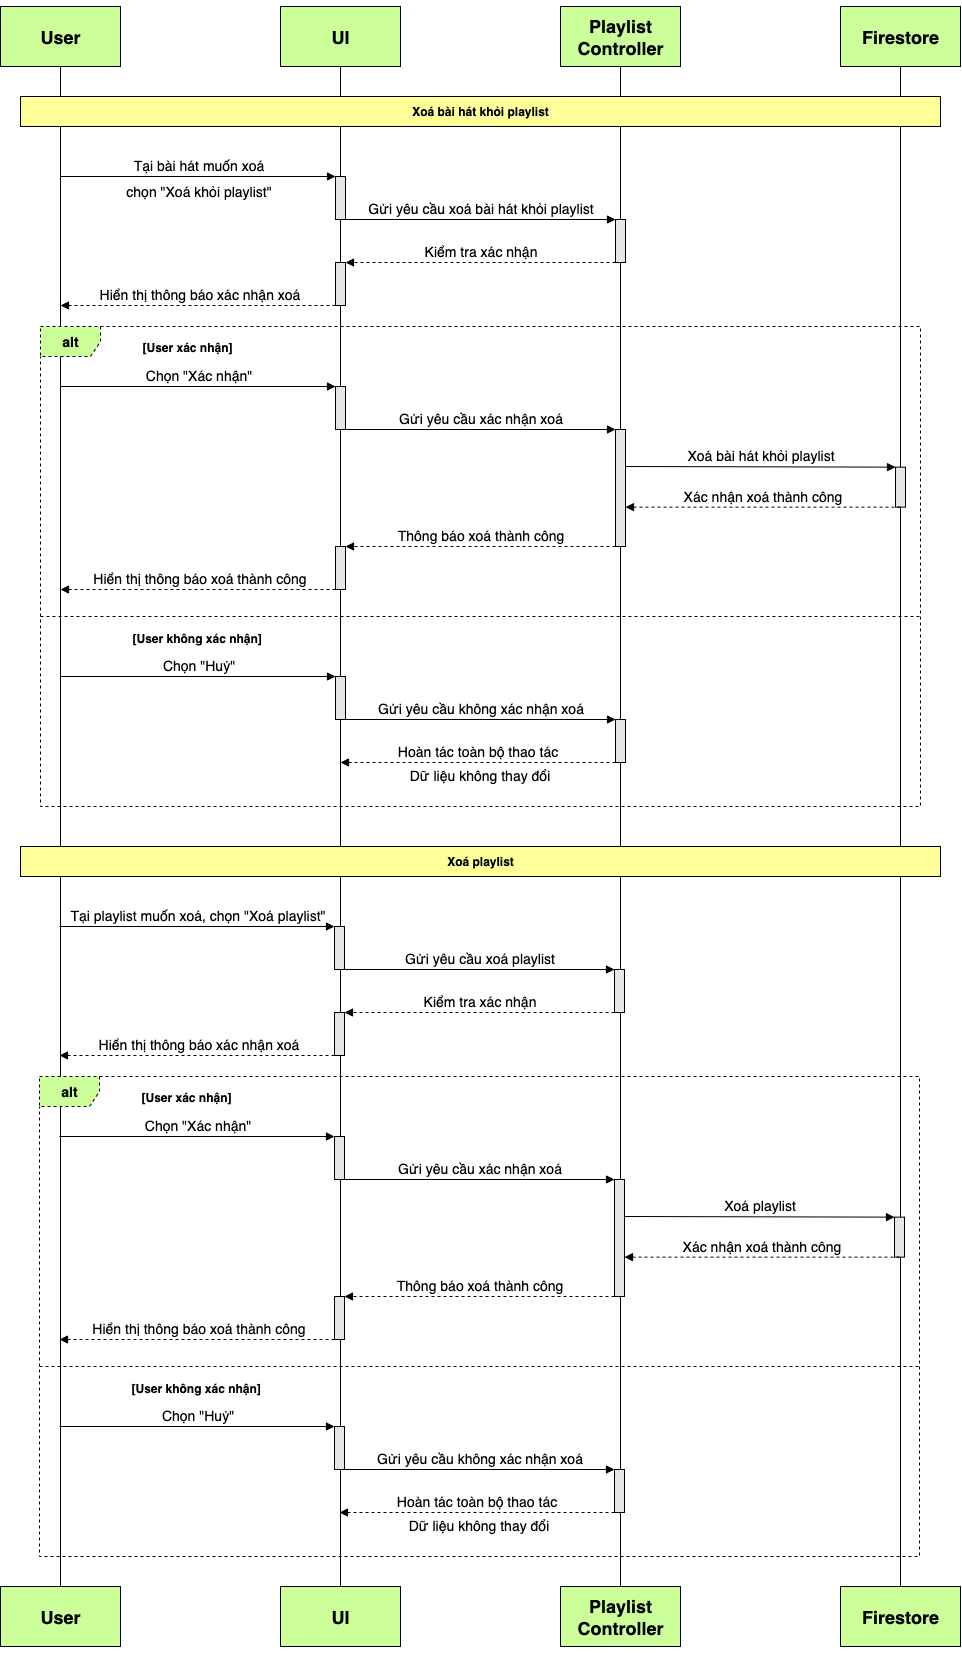 User
UI
Playlist
Controller
Firestore
Xoá bài hát khỏi playlist
Tại bài hát muốn xoá
chọn "Xoá khỏi playlist"
Gửi yêu cầu xoá bài hát khỏi playlist
Kiểm tra xác nhận
Hiển thị thông báo xác nhận xoá
alt
[User xác nhận]
Chọn "Xác nhận"
Gửi yêu cầu xác nhận xoá
Xoá bài hát khỏi playlist
Xác nhận xoá thành công
Thông báo xoá thành công
Hiển thị thông báo xoá thành công
[User không xác nhận]
Chọn "Huỷ"
Gửi yêu cầu không xác nhận xoá
Hoàn tác toàn bộ thao tác
Dữ liệu không thay đổi
Xoá playlist
Tại playlist muốn xoá, chọn "Xoá playlist"
Gửi yêu cầu xoá playlist
Kiểm tra xác nhận
Hiển thị thông báo xác nhận xoá
alt
[User xác nhận]
Chọn "Xác nhận"
Gửi yêu cầu xác nhận xoá
Xoá playlist
Xác nhận xoá thành công
Thông báo xoá thành công
Hiển thị thông báo xoá thành công
[User không xác nhận]
Chọn "Huỷ"
Gửi yêu cầu không xác nhận xoá
Hoàn tác toàn bộ thao tác
Dữ liệu không thay đổi
User
UI
Playlist
Controller
Firestore